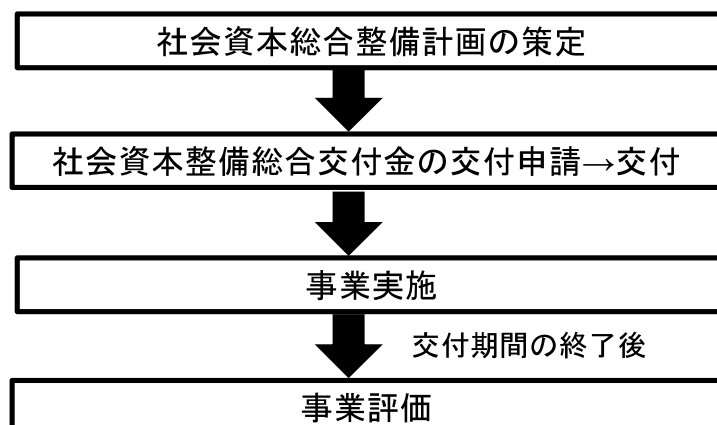 社会資本総合整備計画の策定
社会資本整備総合交付金の交付申請→交付
事業実施
交付期間の終了後
事業評価